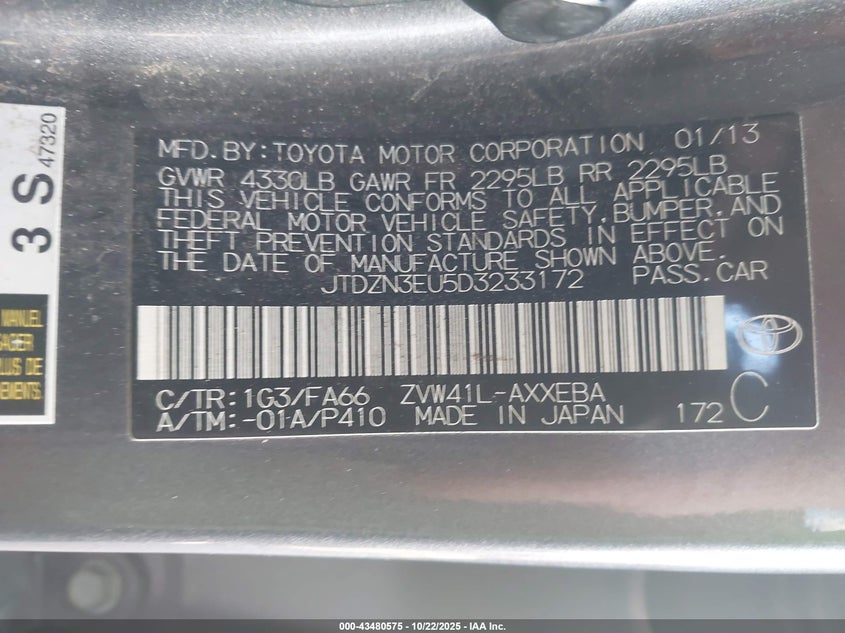 3 S 47320
MANUEL
PLUS DE
MFD.BY:TOYOTA MOTOR CORPORATION 01/13
GVWR 4330LB GAWR FR 2295LB RR 2295LB
THIS VEHICLE CONFORMS TO ALL APPLICABLE
FEDERAL MOTOR VEHICLE SAFETY,BUMPER,AND
THEFT PREVENTION STANDARDS IN EFFECT ON
THE DATE OF MANUFACTURE SHOWN ABOVE.
JTDZN3EU5D3233172 PASS.CAR
C/TR:1G3/FA66 ZVW41L-AXXEBA
A/TM:-01A/P410 MADE IN JAPAN 172 C
000-43480575 - 10/22/2025 - IAA Inc.